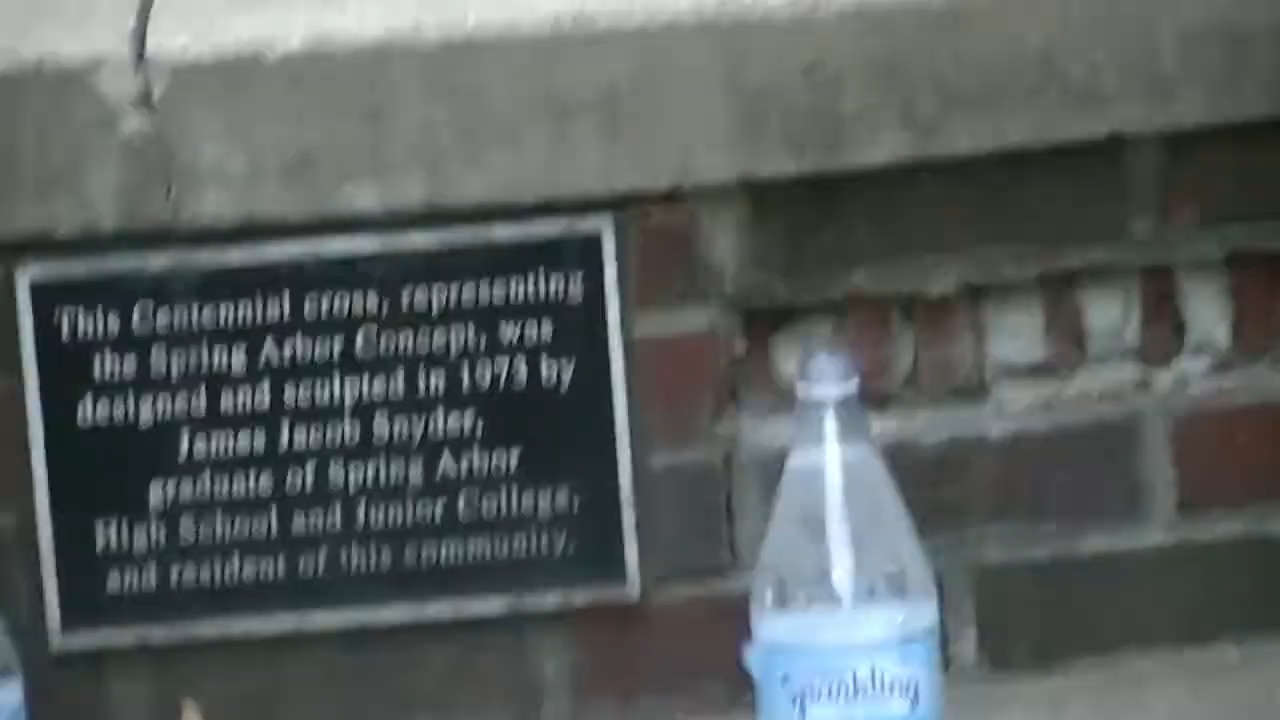 This Centennial cross, representing
the Spring Arbor Concept, was
designed and sculpted in 1973 by
James Jacob Snyder,
graduate of Spring Arbor
High School and Junior College,
and resident of this community.
Sparkling